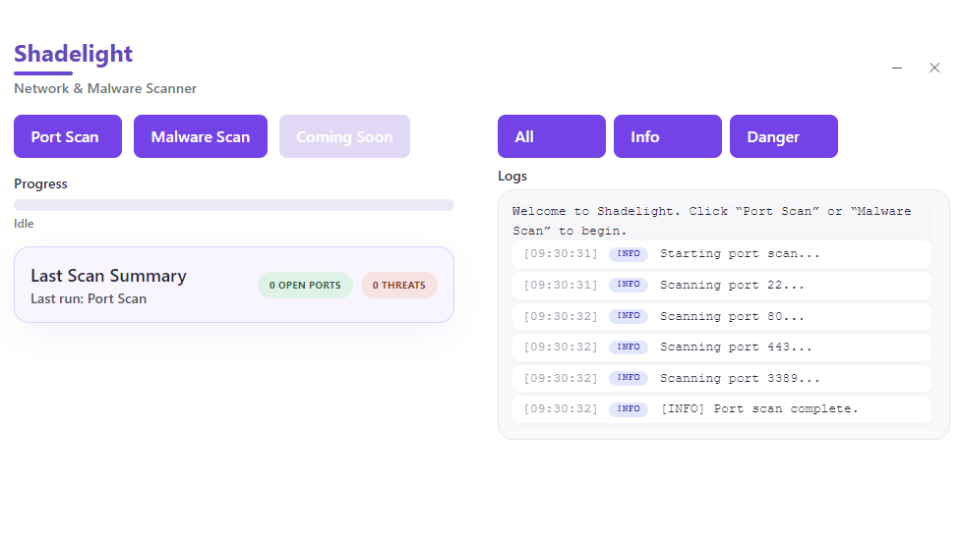 Shadelight
Network & Malware Scanner
Port Scan
Malware Scan
Coming Soon
Progress
Idle
Last Scan Summary
Last run: Port Scan
0 OPEN PORTS
0 THREATS
All
Info
Danger
Logs
Welcome to Shadelight. Click “Port Scan” or “Malware
Scan” to begin.
[09:30:31] INFO Starting port scan...
[09:30:31] INFO Scanning port 22...
[09:30:32] INFO Scanning port 80...
[09:30:32] INFO Scanning port 443...
[09:30:32] INFO Scanning port 3389...
[09:30:32] INFO [INFO] Port scan complete.